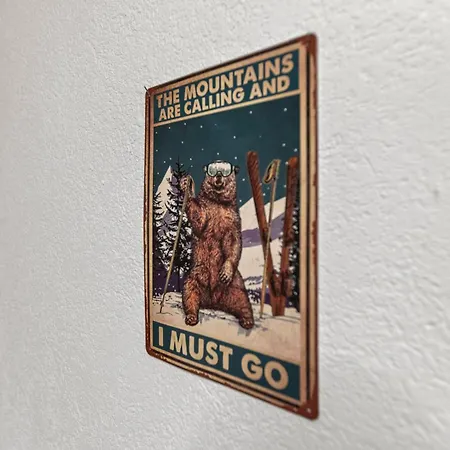 THE MOUNTAINS
ARE CALLING AND
I MUST GO